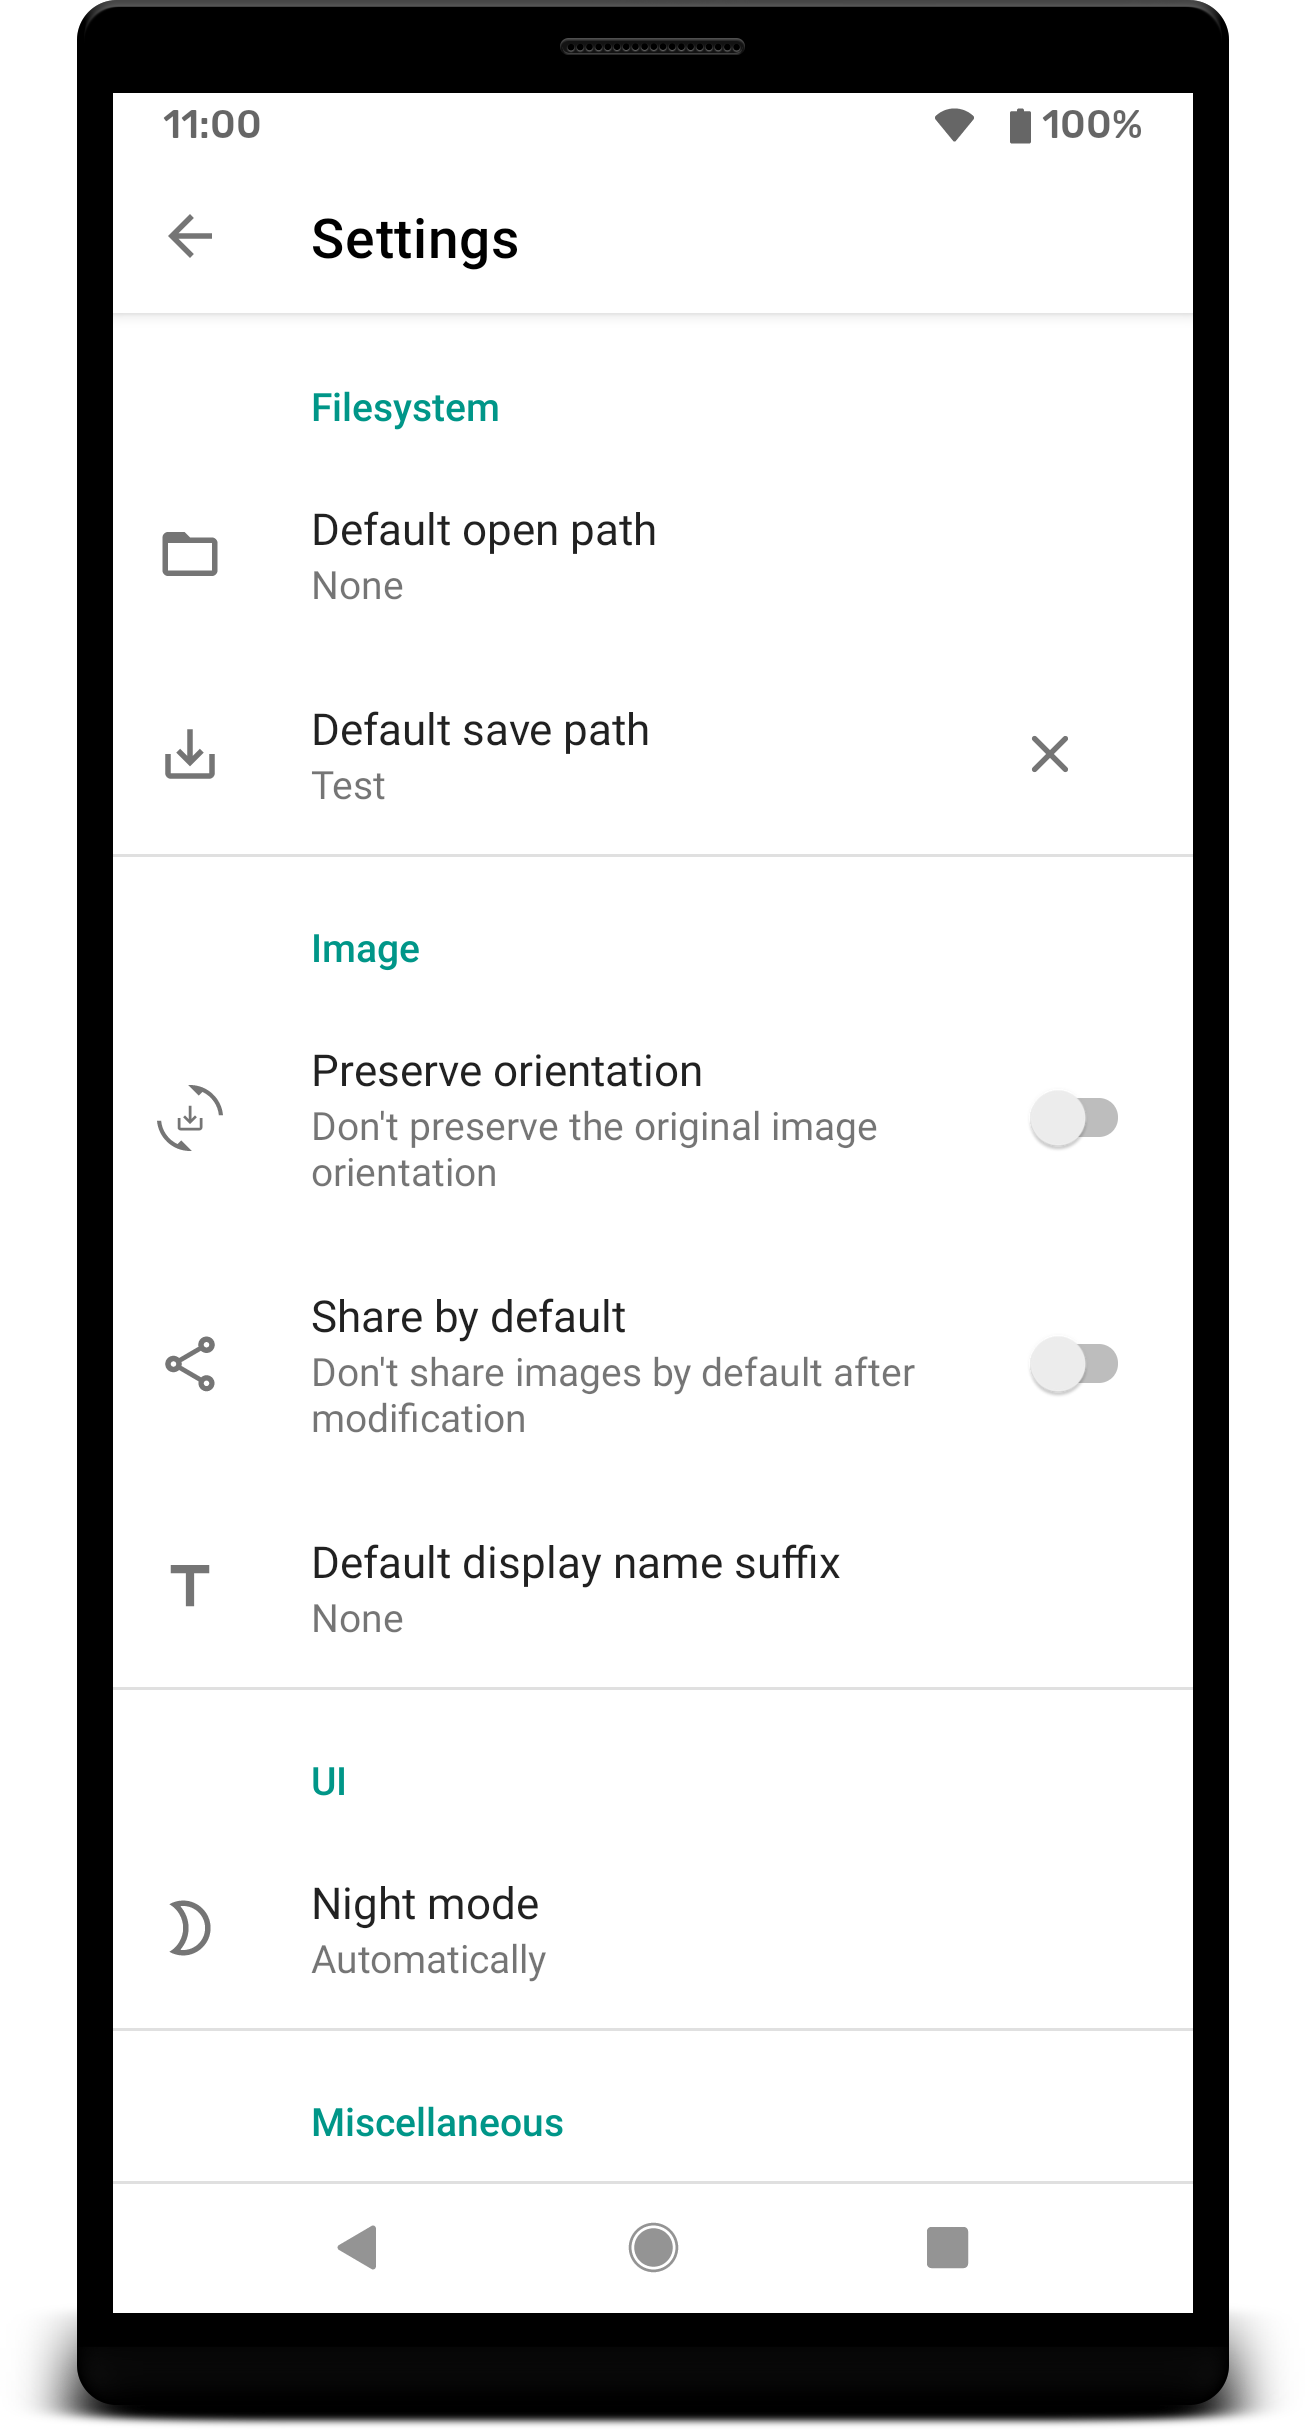 11:00 100%
Settings
Filesystem
Default open path
None
Default save path
Test
Image
Preserve orientation
Don't preserve the original image
orientation
Share by default
Don't share images by default after
modification
Default display name suffix
None
UI
Night mode
Automatically
Miscellaneous